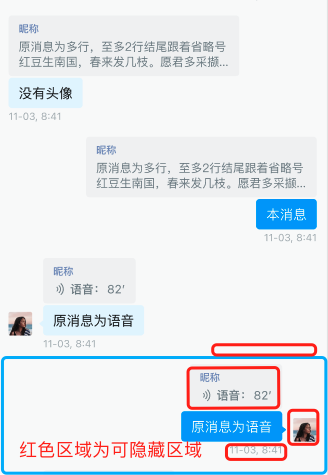 昵称
原消息为多行，至多2行结尾跟着省略号
红豆生南国，春来发几枝。愿君多采撷...
没有头像
11-03, 8:41
昵称
原消息为多行，至多2行结尾跟着省略号
红豆生南国，春来发几枝。愿君多采撷...
本消息
11-03, 8:41
昵称
语音：82’
原消息为语音
11-03, 8:41
昵称
语音：82’
原消息为语音
红色区域为可隐藏区域
11-03, 8:41